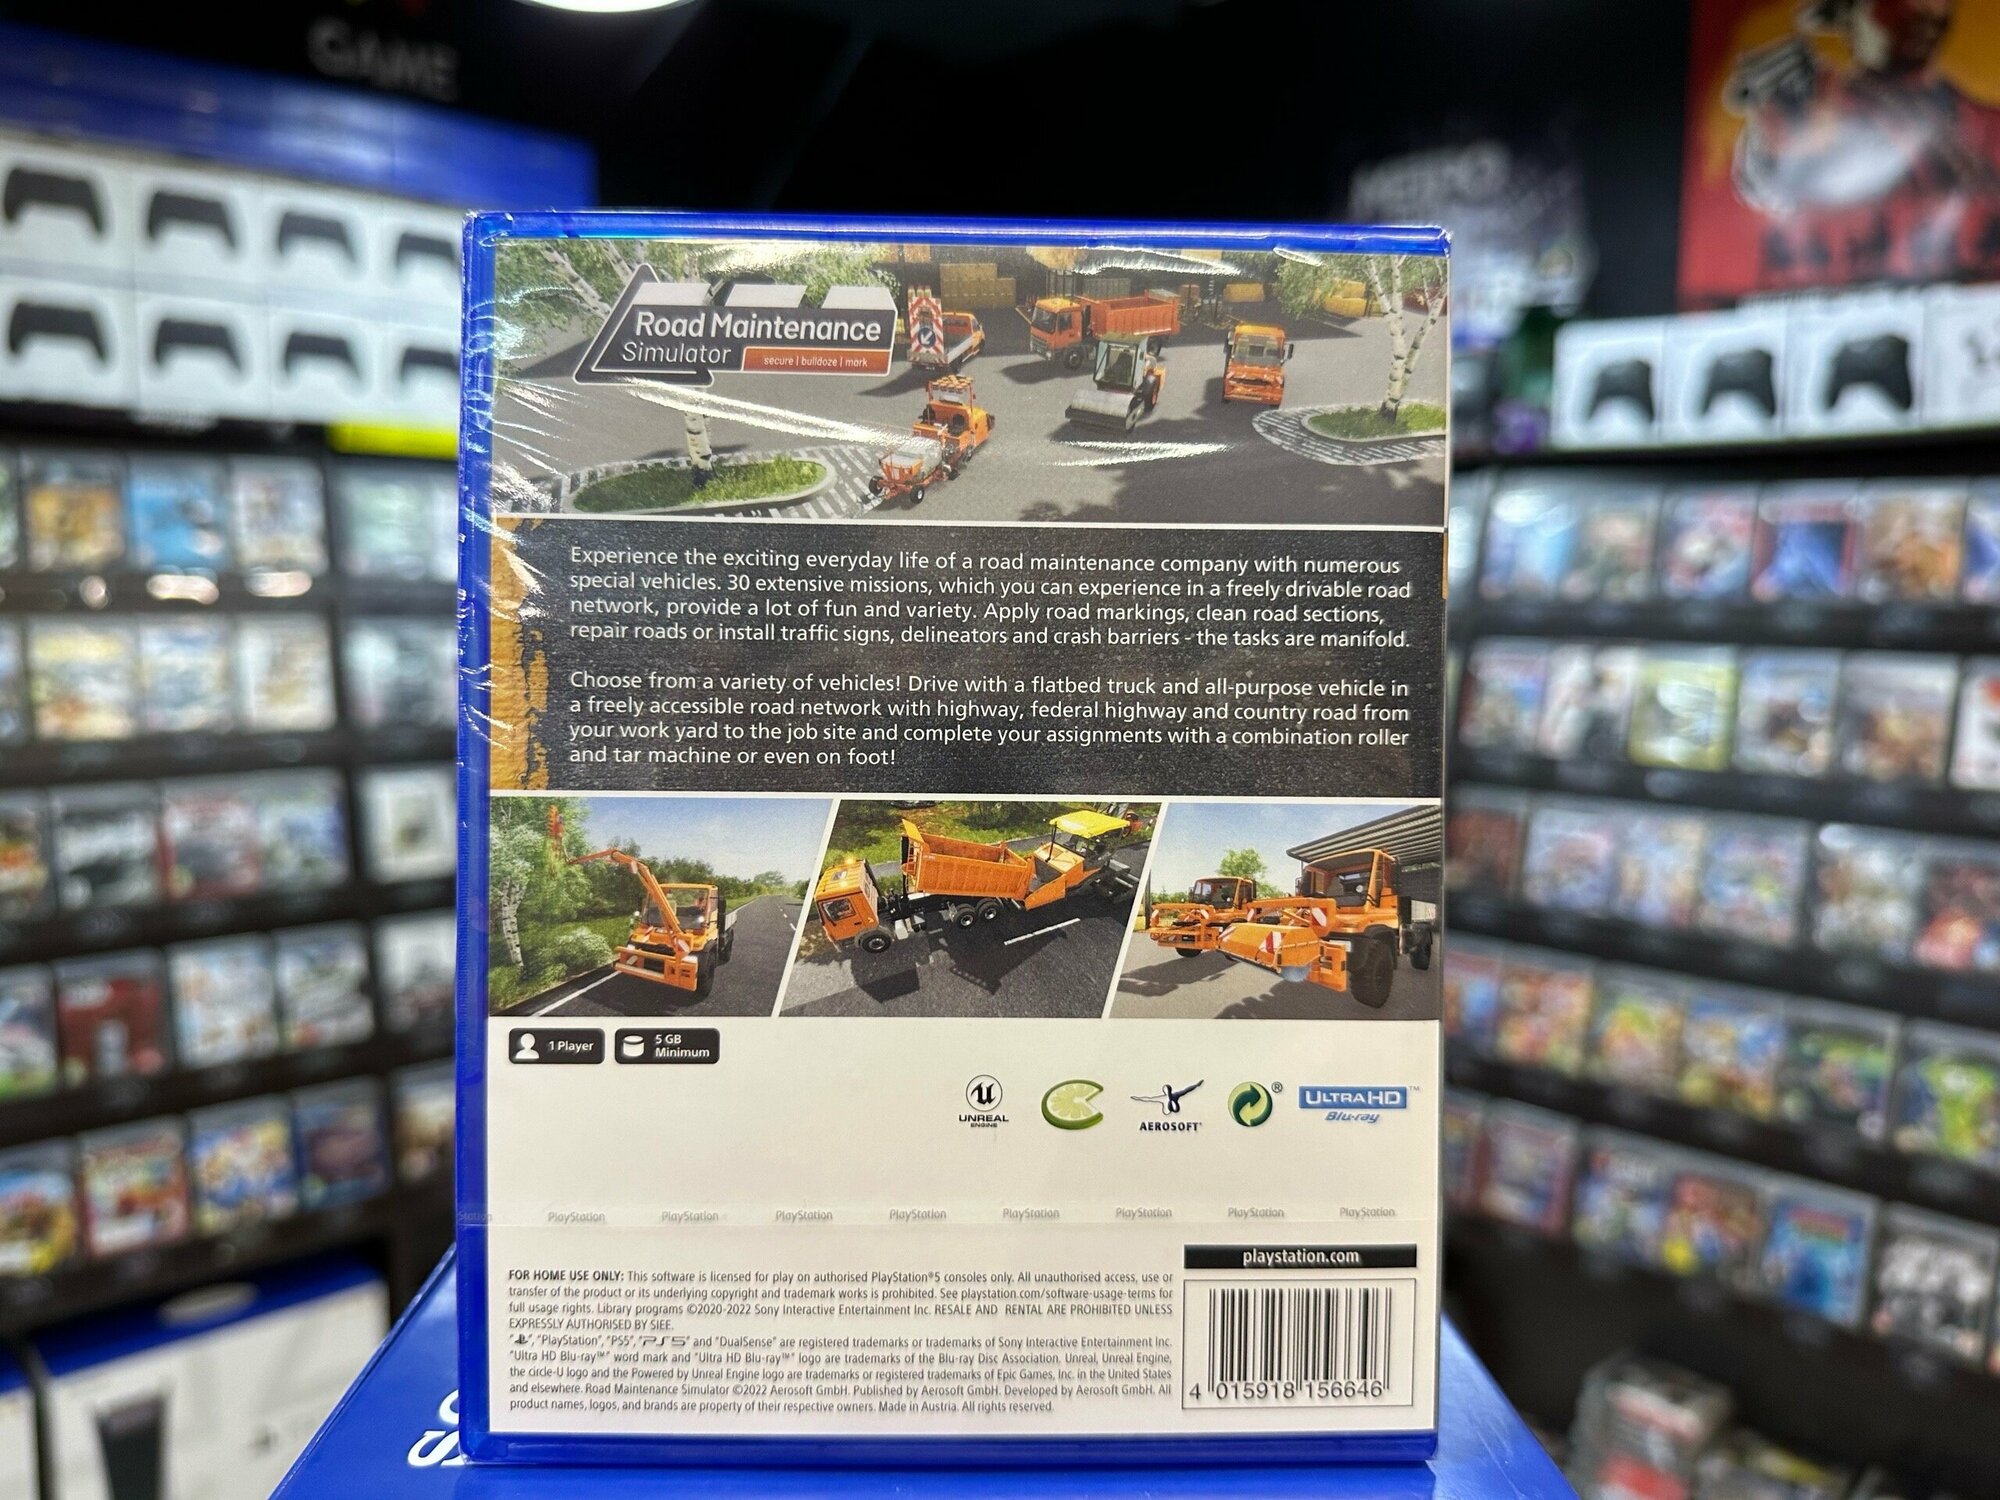 GAME
METRO
Road Maintenance
Simulator
secure | bulldoze | mark
Experience the exciting everyday life of a road maintenance company with numerous
special vehicles. 30 extensive missions, which you can experience in a freely drivable road
network, provide a lot of fun and variety. Apply road markings, clean road sections,
repair roads or install traffic signs, delineators and crash barriers - the tasks are manifold.
Choose from a variety of vehicles! Drive with a flatbed truck and all-purpose vehicle in
a freely accessible road network with highway, federal highway and country road from
your work yard to the job site and complete your assignments with a combination roller
and tar machine or even on foot!
1 Player
5 GB
Minimum
UNREAL
ENGINE
AEROSOFT
®
ULTRA HD™
Blu-ray
Station PlayStation PlayStation PlayStation PlayStation PlayStation PlayStation PlayStation PlayStation
playstation.com
FOR HOME USE ONLY: This software is licensed for play on authorised PlayStation®5 consoles only. All unauthorised access, use or
transfer of the product or its underlying copyright and trademark works is prohibited. See playstation.com/software-usage-terms for
full usage rights. Library programs ©2020-2022 Sony Interactive Entertainment Inc. RESALE AND RENTAL ARE PROHIBITED UNLESS
EXPRESSLY AUTHORISED BY SIEE.
"", "PlayStation", "PS5", "PS5" and "DualSense" are registered trademarks or trademarks of Sony Interactive Entertainment Inc.
"Ultra HD Blu-ray™" word mark and "Ultra HD Blu-ray™" logo are trademarks of the Blu-ray Disc Association. Unreal, Unreal Engine,
the circle-U logo and the Powered by Unreal Engine logo are trademarks or registered trademarks of Epic Games, Inc. in the United States
and elsewhere. Road Maintenance Simulator ©2022 Aerosoft GmbH. Published by Aerosoft GmbH. Developed by Aerosoft GmbH. All
product names, logos, and brands are property of their respective owners. Made in Austria. All rights reserved.
4 015918 156646